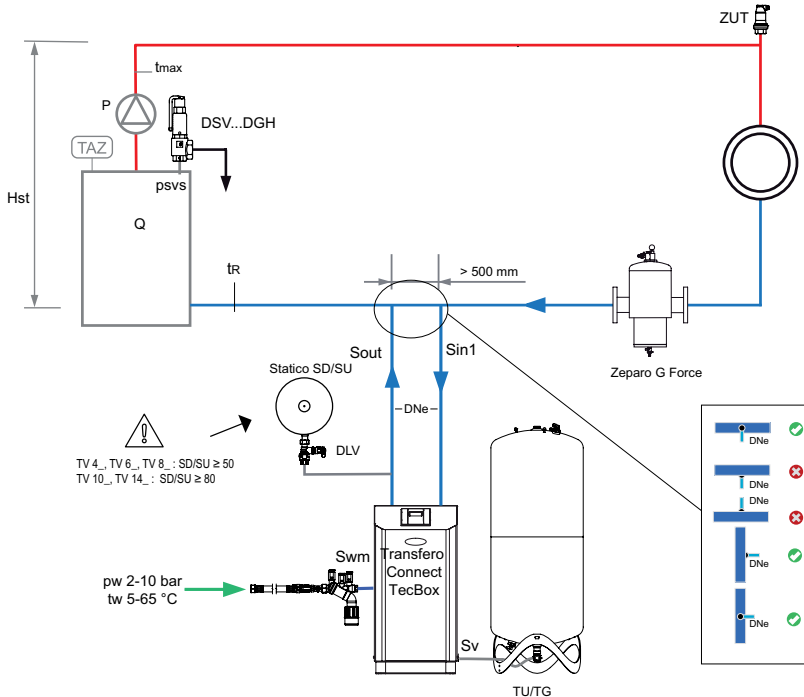 ZUT
tmax
P
DSV...DGH
TAZ
psvs
Hst
Q
tR
> 500 mm
Sout
Sin1
Zeparo G Force
Statico SD/SU
DNe
DLV
TV 4_, TV 6_, TV 8_ : SD/SU ≥ 50
TV 10_, TV 14_ : SD/SU ≥ 80
DNe
DNe
DNe
DNe
DNe
Swm
Transfero
Connect
TecBox
pw 2-10 bar
tw 5-65 °C
Sv
TU/TG